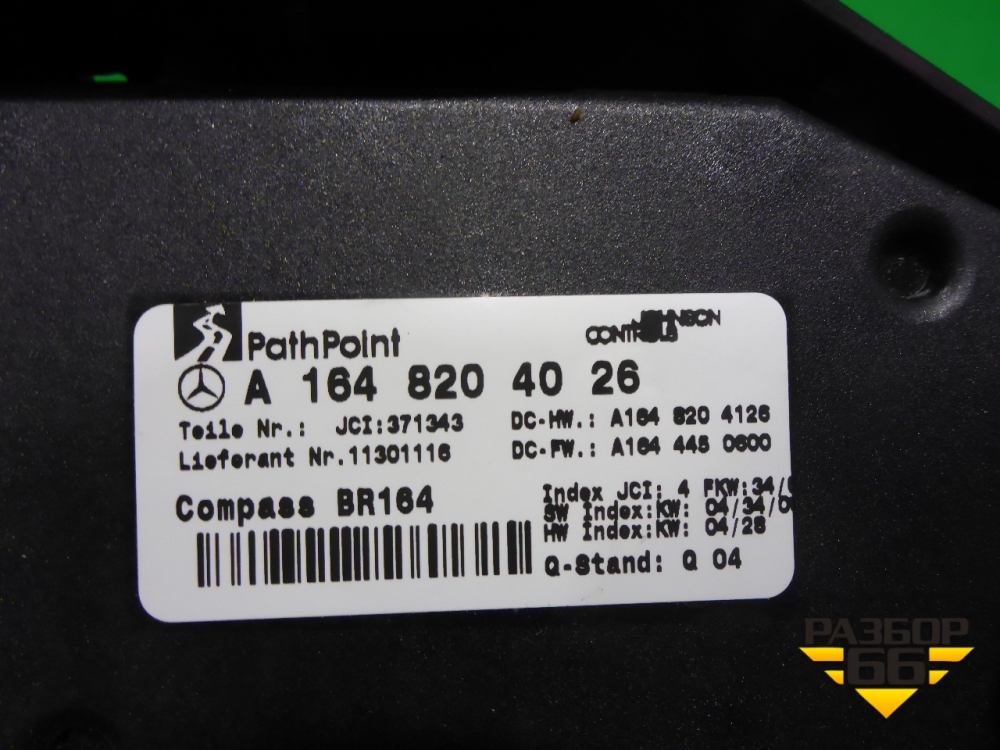 PathPoint
JOHNSON
CONTROLS
A 164 820 40 26
Teile Nr.: JCI:371343
Lieferant Nr.11301116
DC-HW.: A164 820 4126
DC-FW.: A164 445 0600
Compass BR164
Index JCI: 4 FKW:34/
SW Index:KW: 04/34/0
HW Index:KW: 04/28
Q-Stand: Q 04
РАЗБОР
66